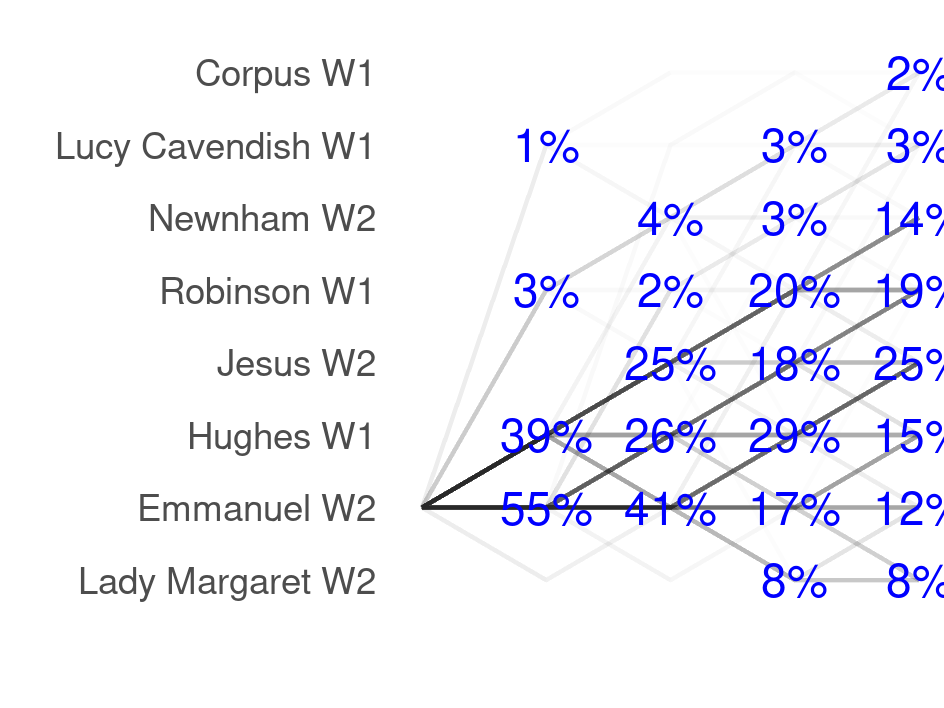 Corpus W1 2%
Lucy Cavendish W1 1% 3% 3%
Newnham W2 4% 3% 14%
Robinson W1 3% 2% 20% 19%
Jesus W2 25% 18% 25%
Hughes W1 39% 26% 29% 15%
Emmanuel W2 55% 41% 17% 12%
Lady Margaret W2 8% 8%